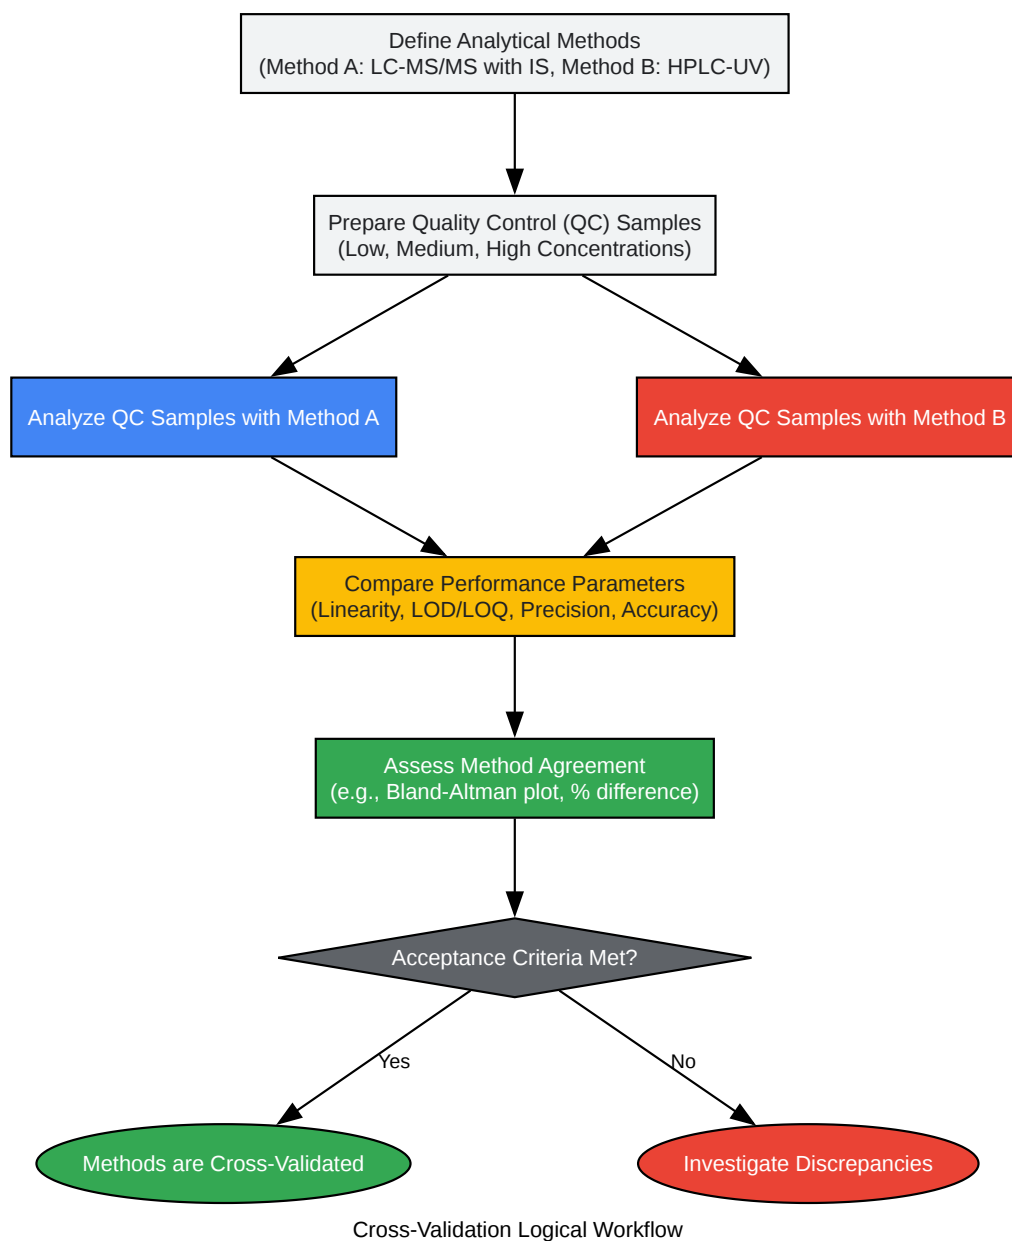 Define Analytical Methods
(Method A: LC-MS/MS with IS, Method B: HPLC-UV)
Prepare Quality Control (QC) Samples
(Low, Medium, High Concentrations)
Analyze QC Samples with Method A
Analyze QC Samples with Method B
Compare Performance Parameters
(Linearity, LOD/LOQ, Precision, Accuracy)
Assess Method Agreement
(e.g., Bland-Altman plot, % difference)
Acceptance Criteria Met?
Yes
No
Methods are Cross-Validated
Investigate Discrepancies
Cross-Validation Logical Workflow